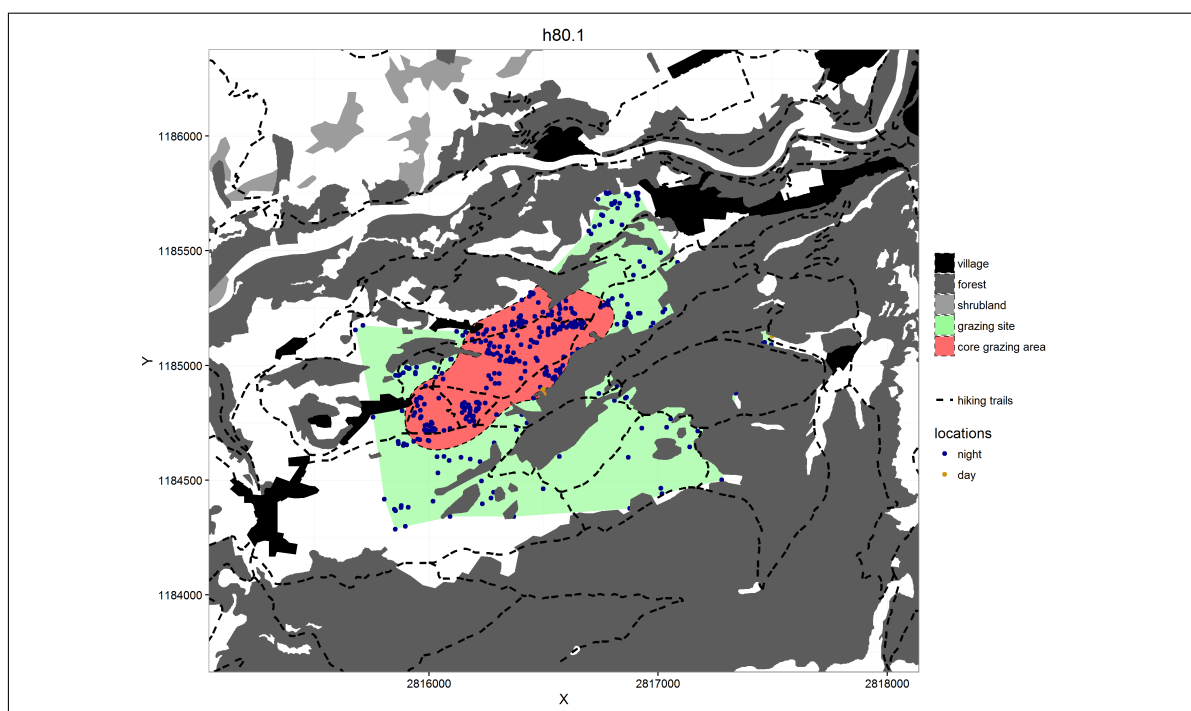 h80.1
1186000
1185500
1185000
1184500
1184000
Y
2816000
2817000
2818000
X
village
forest
shrubland
grazing site
core grazing area
hiking trails
locations
night
day